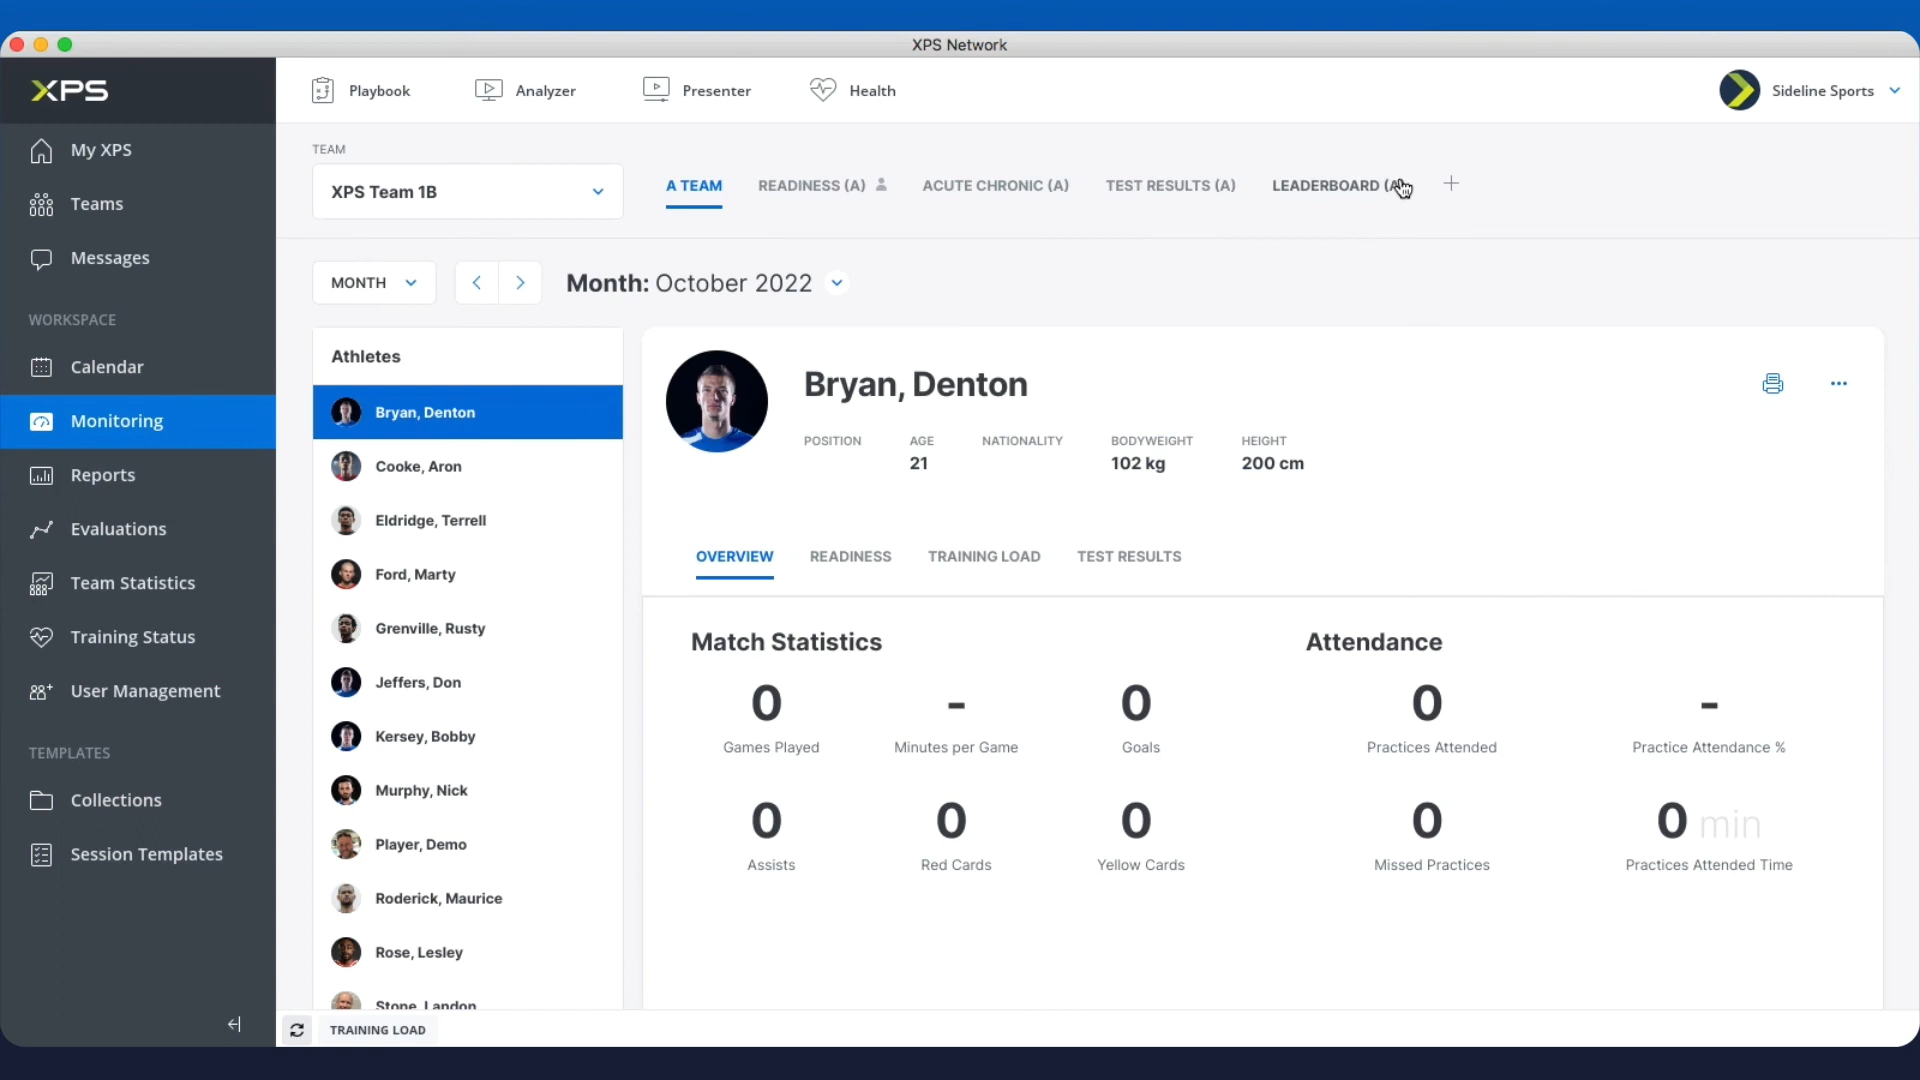 XPS Network
XPS
Playbook
Analyzer
Presenter
Health
Sideline Sports
My XPS
Teams
Messages
WORKSPACE
Calendar
Monitoring
Reports
Evaluations
Team Statistics
Training Status
User Management
TEMPLATES
Collections
Session Templates
TEAM
XPS Team 1B
A TEAM
READINESS (A)
ACUTE CHRONIC (A)
TEST RESULTS (A)
LEADERBOARD (A)
MONTH
Month: October 2022
Athletes
Bryan, Denton
Cooke, Aron
Eldridge, Terrell
Ford, Marty
Grenville, Rusty
Jeffers, Don
Kersey, Bobby
Murphy, Nick
Player, Demo
Roderick, Maurice
Rose, Lesley
Stone, Landon
Bryan, Denton
POSITION
AGE
21
NATIONALITY
BODYWEIGHT
102 kg
HEIGHT
200 cm
OVERVIEW
READINESS
TRAINING LOAD
TEST RESULTS
Match Statistics
0
Games Played
-
Minutes per Game
0
Goals
0
Assists
0
Red Cards
0
Yellow Cards
Attendance
0
Practices Attended
-
Practice Attendance %
0
Missed Practices
0 min
Practices Attended Time
TRAINING LOAD